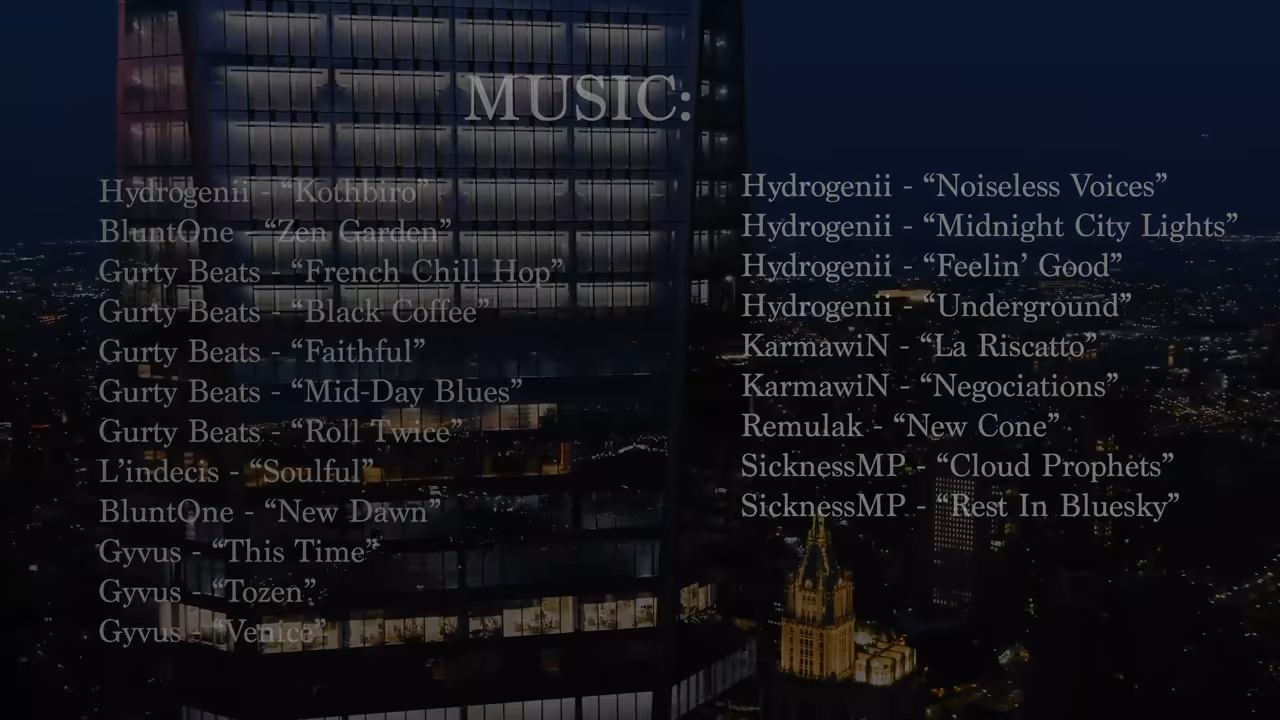 MUSIC:
Hydrogenii - “Kothbiro”
BluntOne - “Zen Garden”
Gurty Beats - “French Chill Hop”
Gurty Beats - “Black Coffee”
Gurty Beats - “Faithful”
Gurty Beats - “Mid-Day Blues”
Gurty Beats - “Roll Twice”
L’indecis - “Soulful”
BluntOne - “New Dawn”
Gyvus - “This Time”
Gyvus - “Tozen”
Gyvus - “Venice”
Hydrogenii - “Noiseless Voices”
Hydrogenii - “Midnight City Lights”
Hydrogenii - “Feelin’ Good”
Hydrogenii - “Underground”
KarmawiN - “La Riscatto”
KarmawiN - “Negociations”
Remulak - “New Cone”
SicknessMP - “Cloud Prophets”
SicknessMP - “Rest In Bluesky”